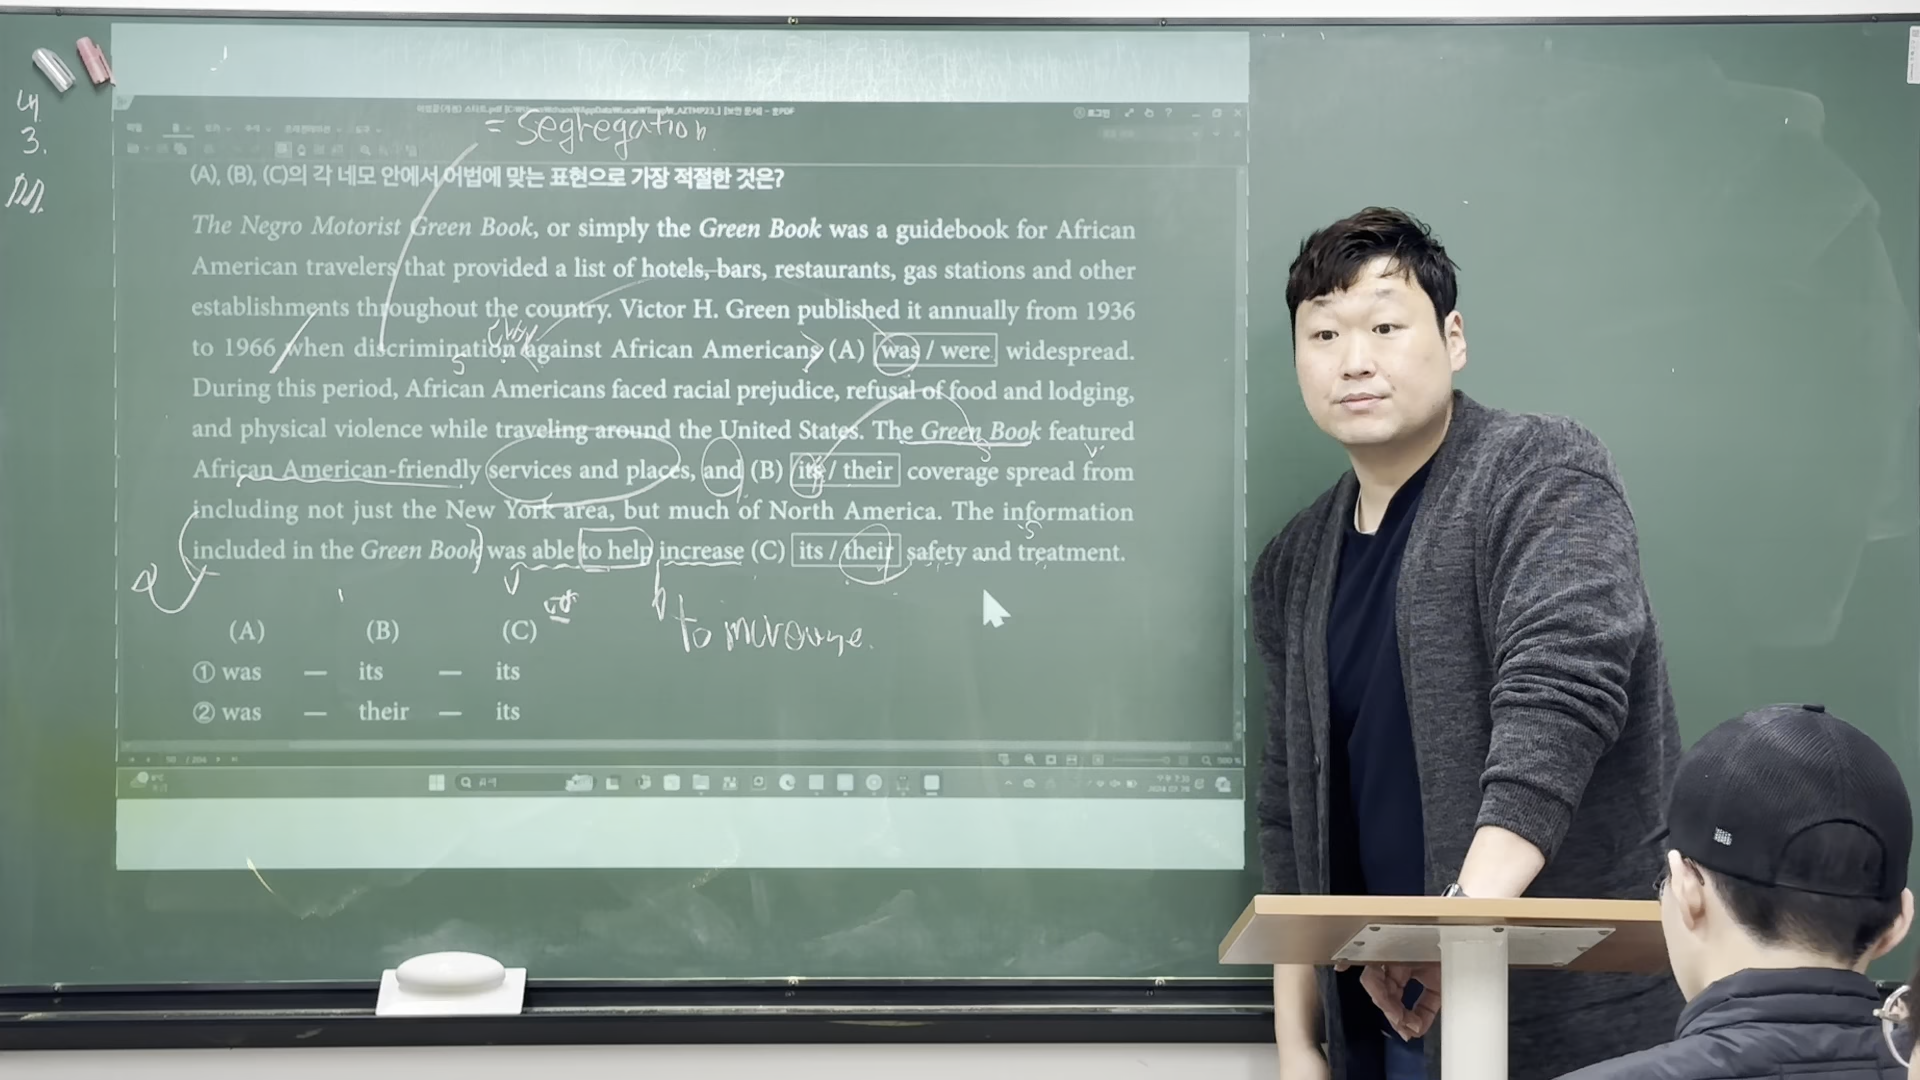 = Segregation
내
3.
(A), (B), (C)의 각 네모 안에서 어법에 맞는 표현으로 가장 적절한 것은?
The Negro Motorist Green Book, or simply the Green Book was a guidebook for African
American travelers that provided a list of hotels, bars, restaurants, gas stations and other
establishments throughout the country. Victor H. Green published it annually from 1936
to 1966 when discrimination against African Americans (A) was / were widespread.
During this period, African Americans faced racial prejudice, refusal of food and lodging,
and physical violence while traveling around the United States. The Green Book featured
African American-friendly services and places, and (B) its / their coverage spread from
including not just the New York area, but much of North America. The information
included in the Green Book was able to help increase (C) its / their safety and treatment.
to increase.
(A) (B) (C)
① was — its — its
② was — their — its